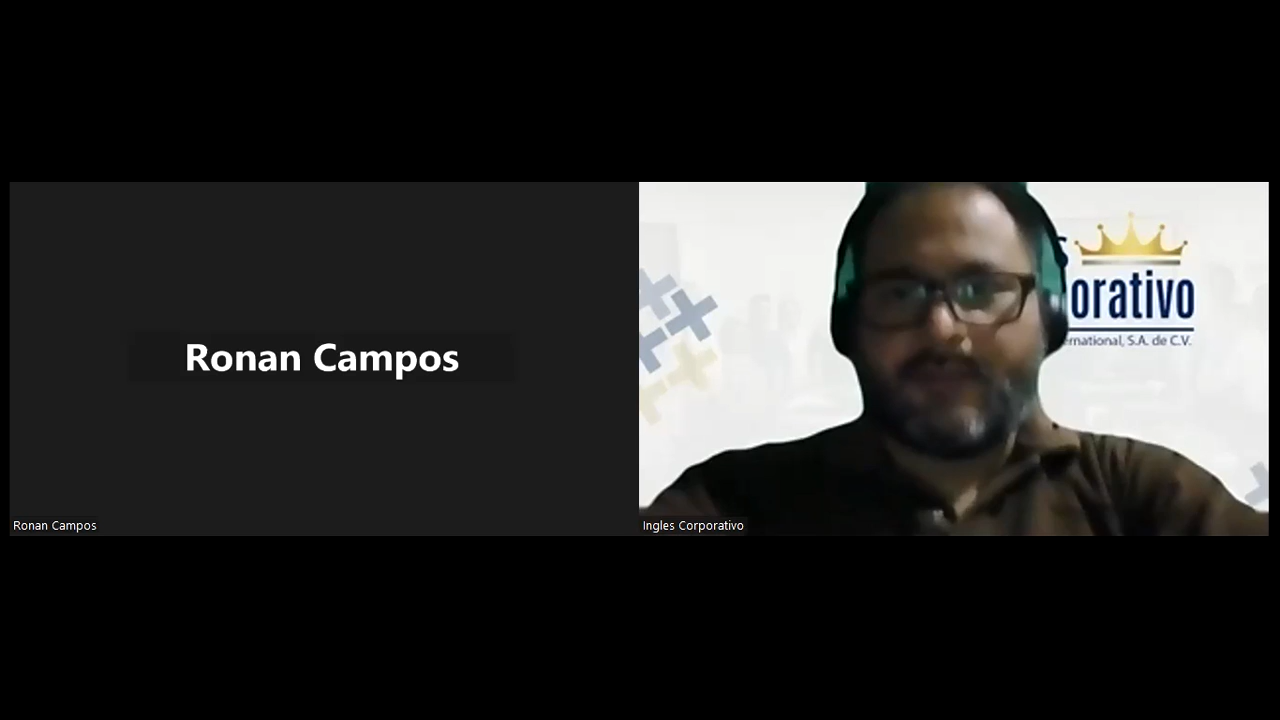 Ronan Campos
Ronan Campos
orativo
ernational, S.A. de C.V.
Ingles Corporativo